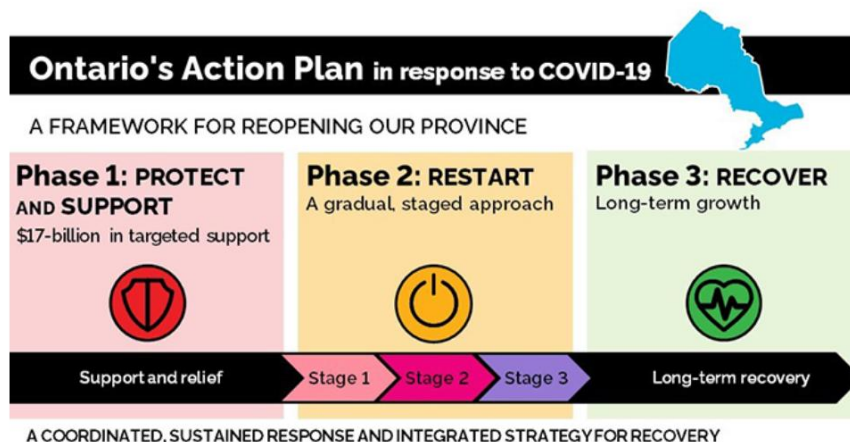 Ontario's Action Plan in response to COVID-19
A FRAMEWORK FOR REOPENING OUR PROVINCE
Phase 1: PROTECT
AND SUPPORT
$17-billion in targeted support
Phase 2: RESTART
A gradual, staged approach
Phase 3: RECOVER
Long-term growth
Support and relief
Stage 1
Stage 2
Stage 3
Long-term recovery
A COORDINATED, SUSTAINED RESPONSE AND INTEGRATED STRATEGY FOR RECOVERY